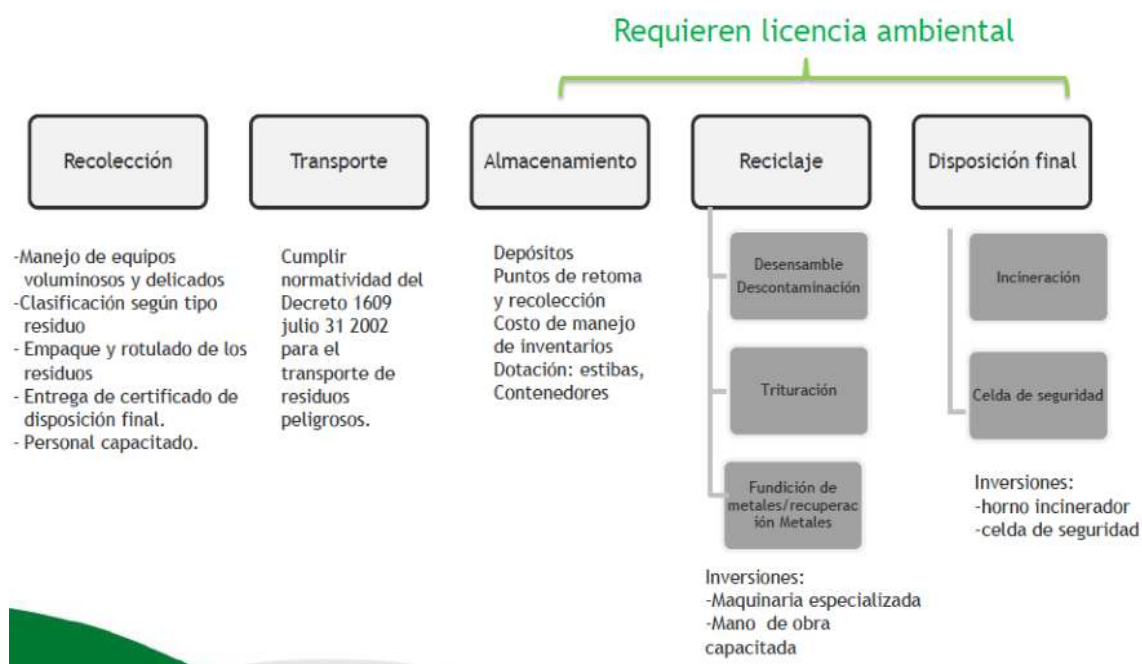 Requieren licencia ambiental
Recolección
Transporte
Almacenamiento
Reciclaje
Disposición final
-Manejo de equipos
voluminosos y delicados
-Clasificación según tipo
residuo
- Empaque y rotulado de los
residuos
- Entrega de certificado de
disposición final.
- Personal capacitado.
Cumplir
normatividad del
Decreto 1609
julio 31 2002
para el
transporte de
residuos
peligrosos.
Depósitos
Puntos de retoma
y recolección
Costo de manejo
de inventarios
Dotación: estibas,
Contenedores
Desensamble
Descontaminación
Trituración
Fundición de
metales/recuperac
ión Metales
Inversiones:
-Maquinaria especializada
-Mano de obra
capacitada
Incineración
Celda de seguridad
Inversiones:
-horno incinerador
-celda de seguridad